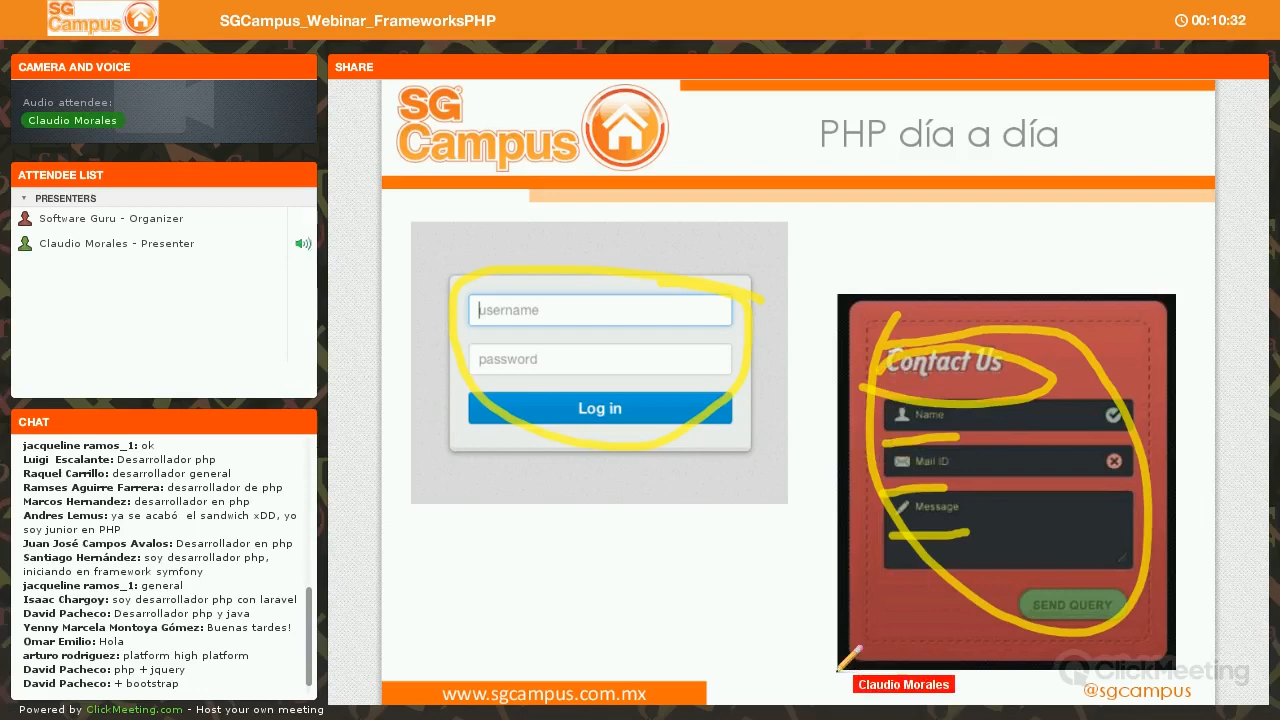 SG
Campus
SGCampus_Webinar_FrameworksPHP
00:10:32
CAMERA AND VOICE
Audio attendee:
Claudio Morales
ATTENDEE LIST
PRESENTERS
Software Guru - Organizer
Claudio Morales - Presenter
CHAT
jacqueline ramos_1: ok
Luigi Escalante: Desarrollador php
Raquel Carrillo: desarrollador general
Ramses Aguirre Farrera: desarrollador de php
Marcos Hernandez: desarrollador en php
Andres Lemus: ya se acabó el sandwich xDD, yo
soy junior en PHP
Juan José Campos Avalos: Desarrollador en php
Santiago Hernández: soy desarrollador php,
iniciando en framework symfony
jacqueline ramos_1: general
Isaac Chargoy: soy desarrollador php con laravel
David Pacheco: Desarrollador php y java
Yenny Marcela Montoya Gómez: Buenas tardes!
Omar Emilio: Hola
arturo rodriguez: platform high platform
David Pacheco: php + jquery
David Pacheco: + bootstrap
Powered by ClickMeeting.com - Host your own meeting
SHARE
SG
Campus
PHP día a día
username
password
Log in
Contact Us
Name
Mail ID
Message
SEND QUERY
ClickMeeting
Claudio Morales
www.sgcampus.com.mx
@sgcampus